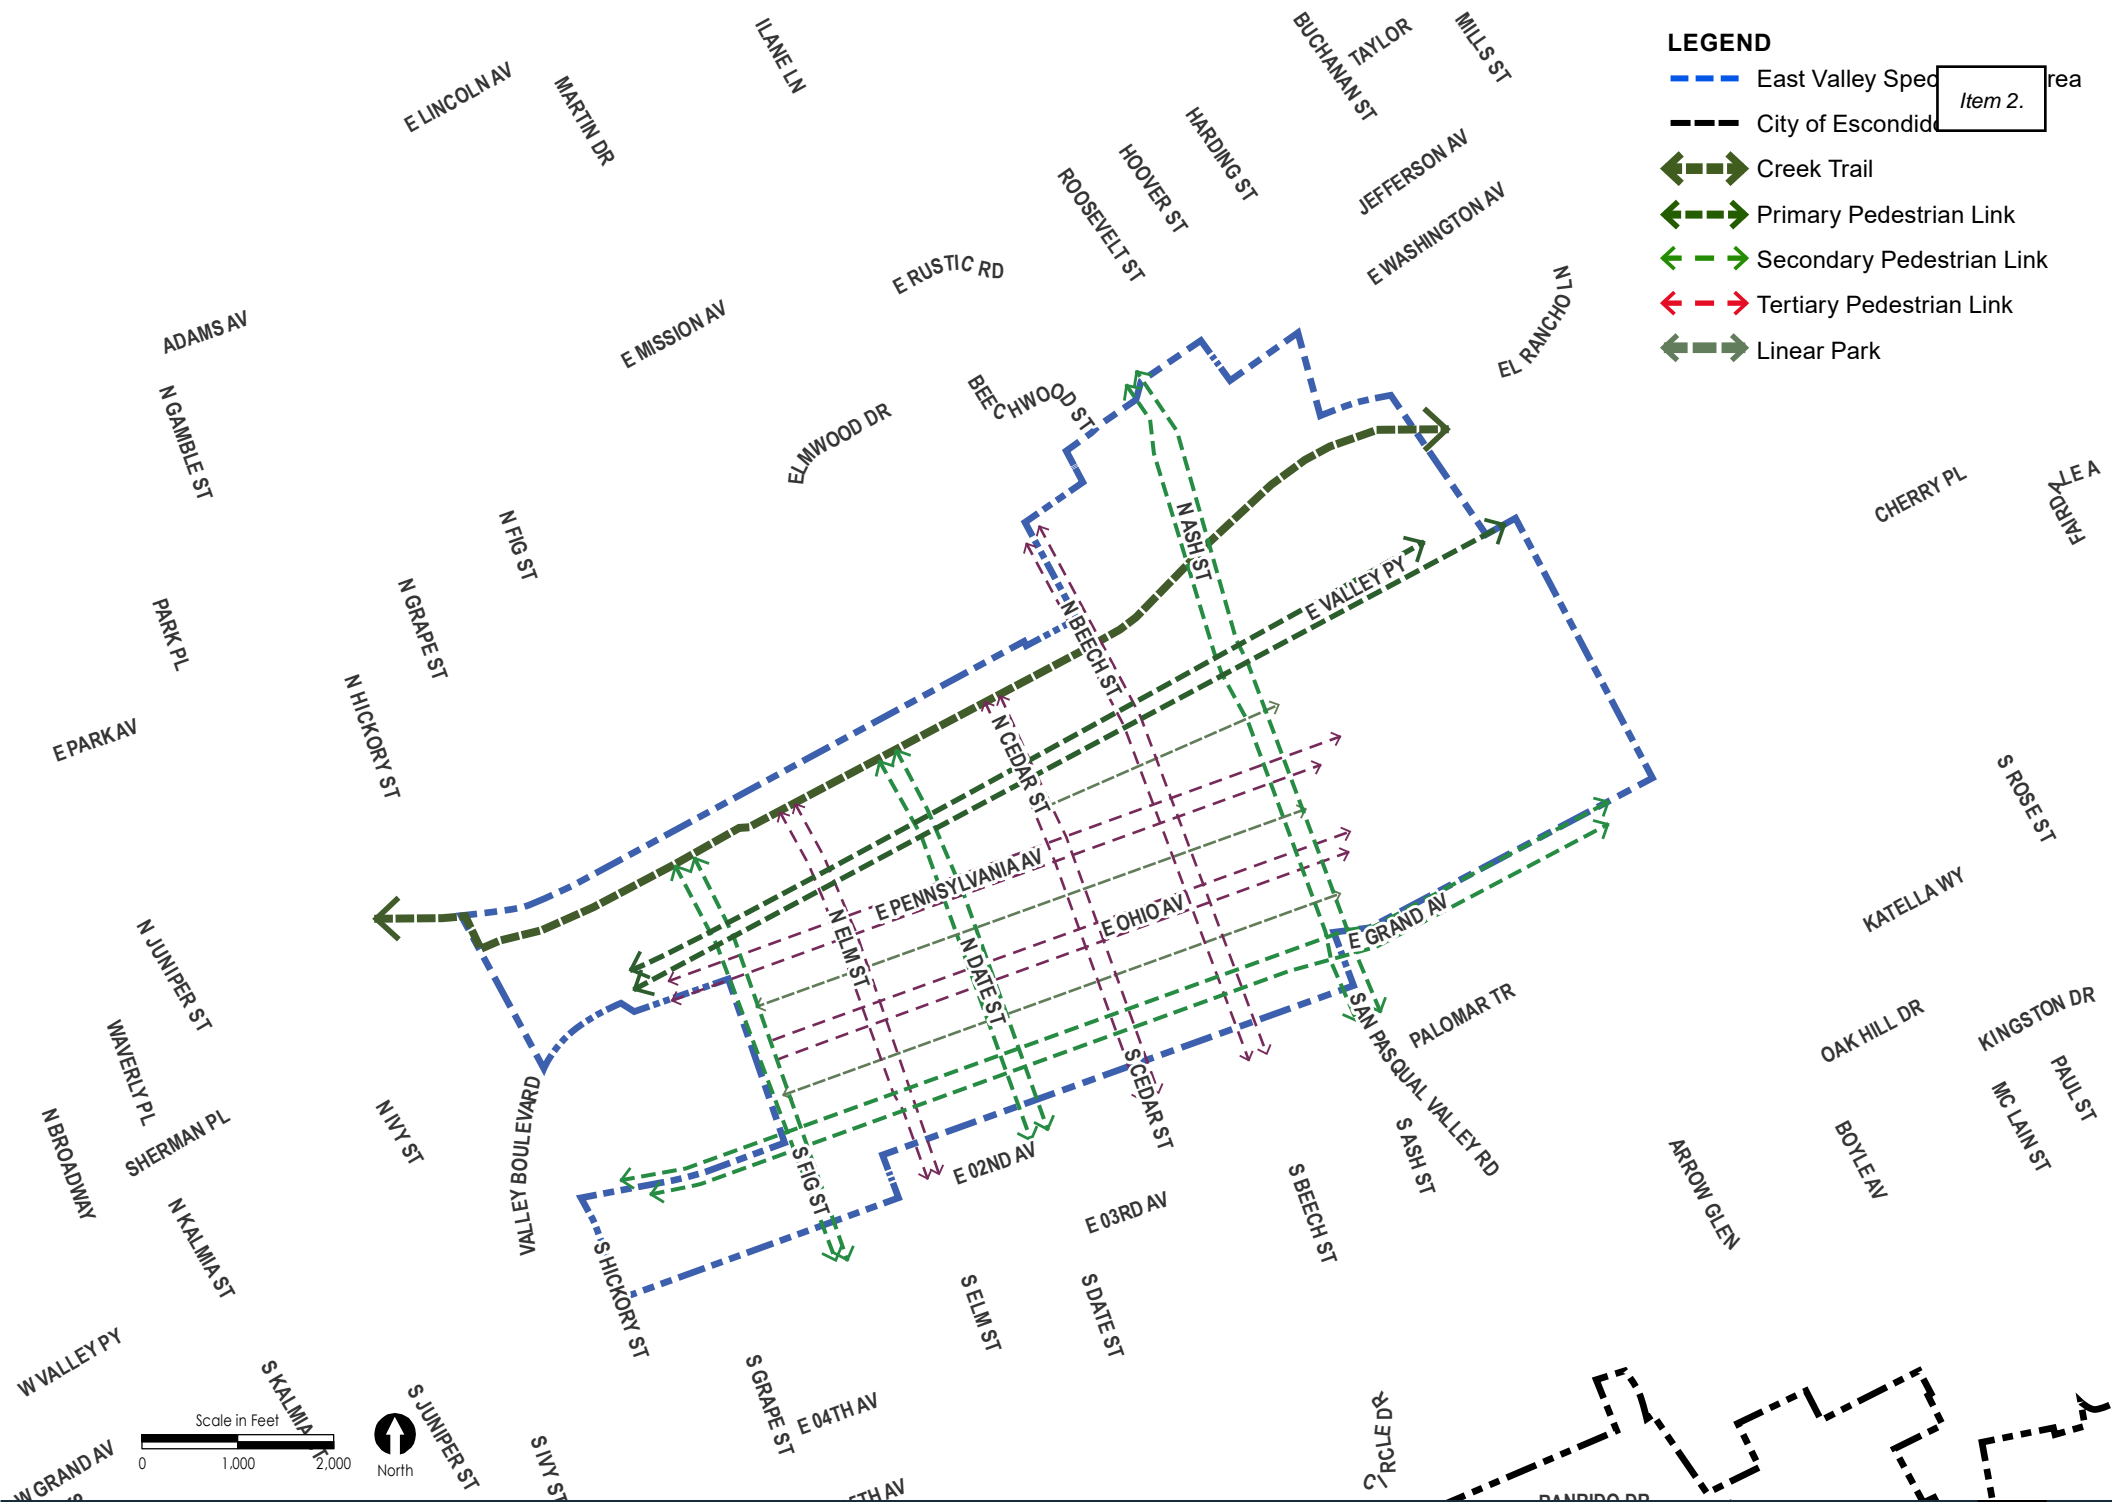 LEGEND
East Valley Spec
rea
Item 2.
City of Escondid
Creek Trail
Primary Pedestrian Link
Secondary Pedestrian Link
Tertiary Pedestrian Link
Linear Park
ILANE LN
BUCHANAN ST
TAYLOR
MILLS ST
E LINCOLN AV
MARTIN DR
HARDING ST
HOOVER ST
ROOSEVELT ST
JEFFERSON AV
E WASHINGTON AV
E RUSTIC RD
EL RANCHO LN
ADAMS AV
E MISSION AV
BEECHWOOD ST
ELMWOOD DR
N GAMBLE ST
N FIG ST
N ASH ST
CHERRY PL
LE A
N GRAPE ST
PARK PL
E VALLEY PY
N BEECH ST
N HICKORY ST
E PARK AV
N CEDAR ST
S ROSE ST
E PENNSYLVANIA AV
E OHIO AV
N ELM ST
N DATE ST
E GRAND AV
KATELLA WY
N JUNIPER ST
SAN PASQUAL VALLEY RD
PALOMAR TR
OAK HILL DR
KINGSTON DR
WAVERLY PL
N BROADWAY
SHERMAN PL
N IVY ST
VALLEY BOULEVARD
S CEDAR ST
PAUL ST
MC LAIN ST
BOYLE AV
ARROW GLEN
S ASH ST
S BEECH ST
E 02ND AV
E 03RD AV
S FIG ST
N KALMIA ST
S HICKORY ST
S ELM ST
S DATE ST
W VALLEY PY
S KALMIA ST
S JUNIPER ST
S GRAPE ST
E 04TH AV
S IVY ST
W GRAND AV
Scale in Feet
0 1,000 2,000
North